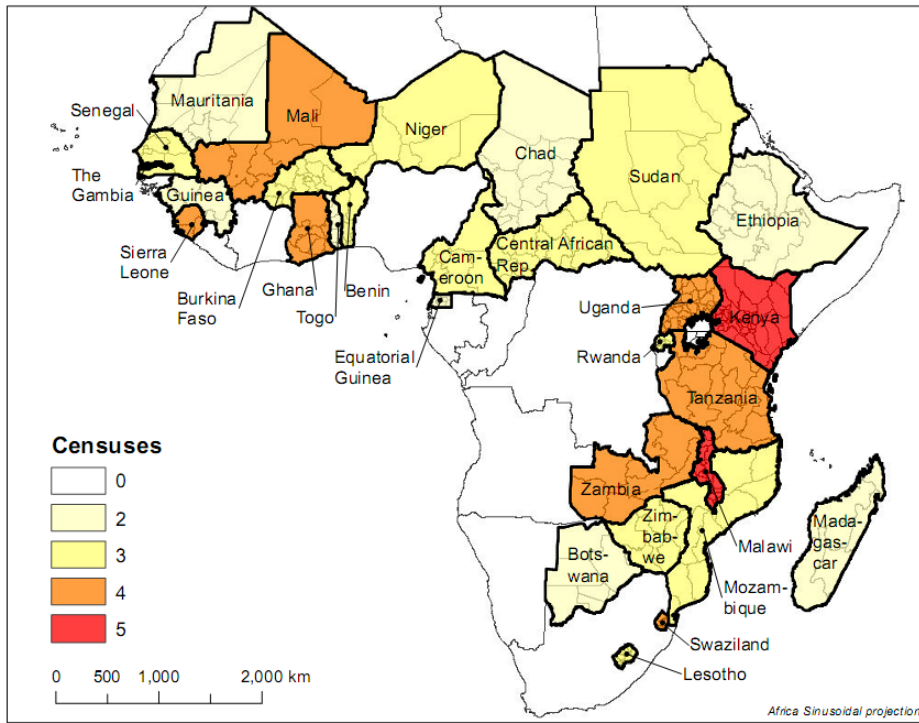 Senegal
Mauritania
Mali
Niger
Chad
Sudan
The
Gambia
Guinea
Ethiopia
Sierra
Leone
Burkina
Faso
Ghana
Togo
Benin
Cam-
eroon
Central African
Rep.
Equatorial
Guinea
Uganda
Kenya
Rwanda
Tanzania
Zambia
Zim-
bab-
we
Bots-
wana
Malawi
Mozam-
bique
Mada-
gas-
car
Swaziland
Lesotho
Censuses
0
2
3
4
5
0 500 1,000 2,000 km
Africa Sinusoidal projection